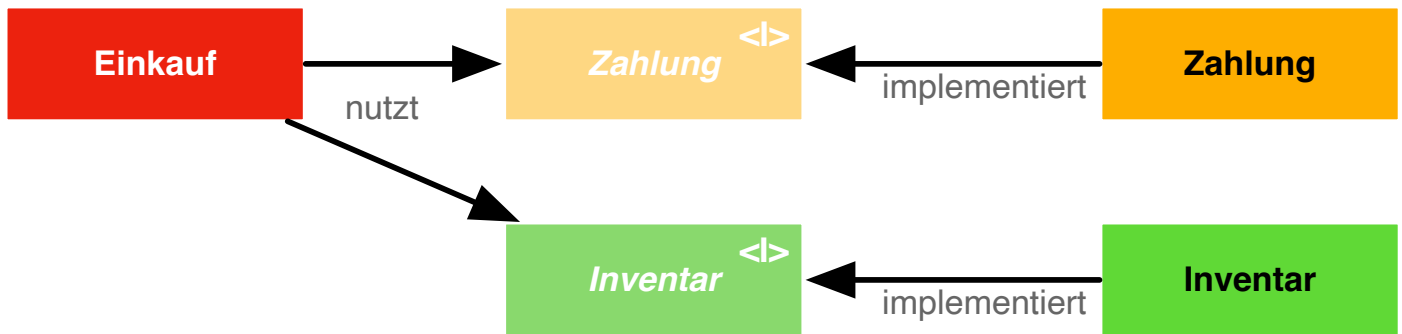 Einkauf
<I>
Zahlung
Zahlung
nutzt
implementiert
<I>
Inventar
Inventar
implementiert